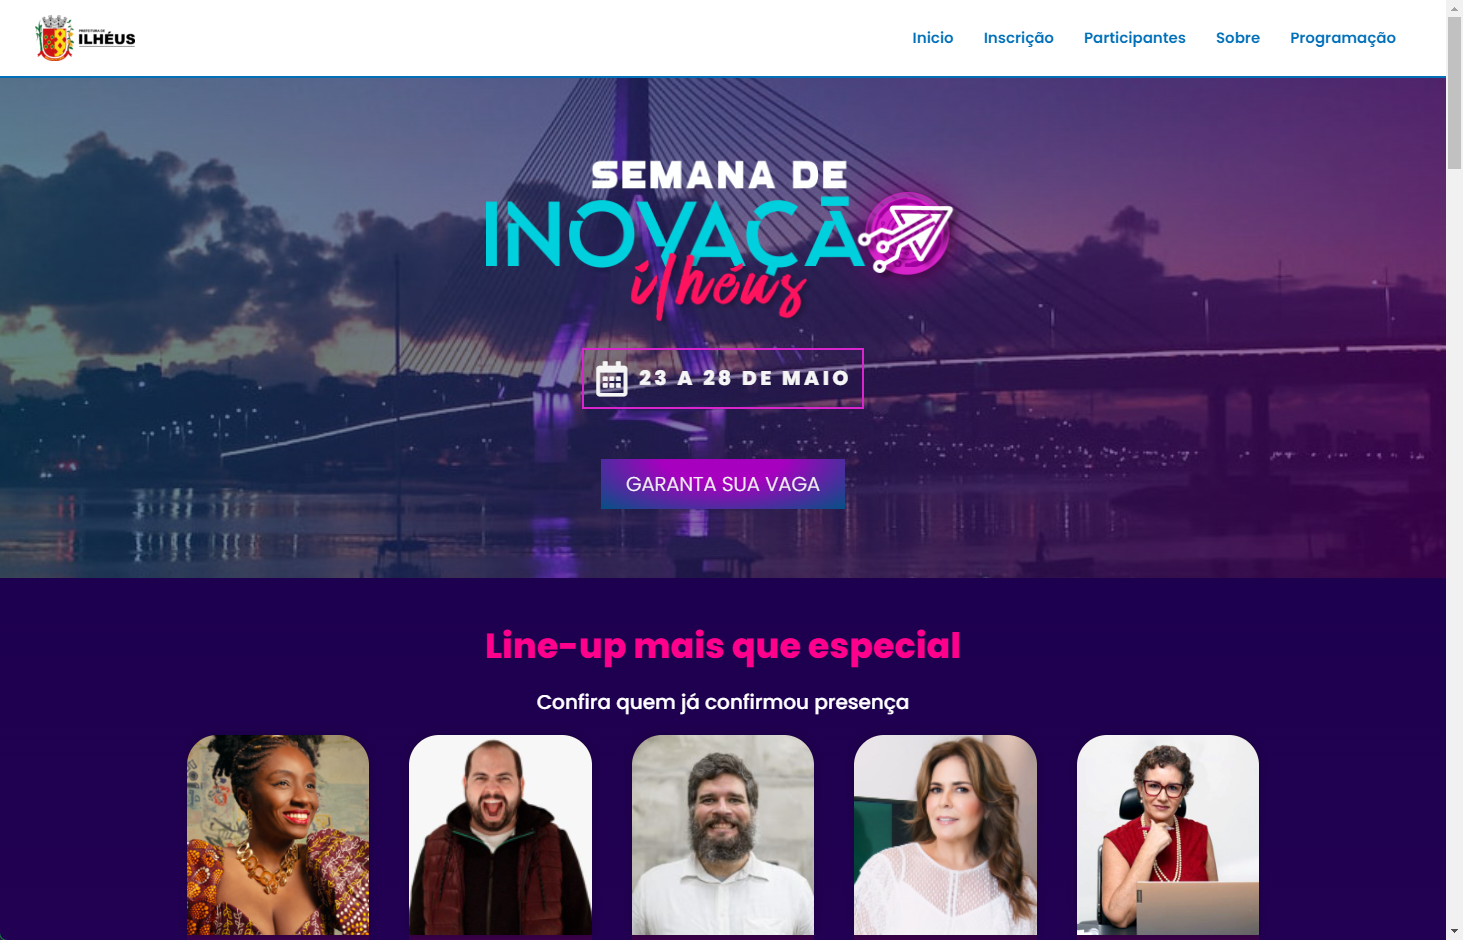 PREFEITURA DE
ILHÉUS
Inicio
Inscrição
Participantes
Sobre
Programação
SEMANA DE
INOVAÇÃO
ilhéus
23 A 28 DE MAIO
GARANTA SUA VAGA
Line-up mais que especial
Confira quem já confirmou presença